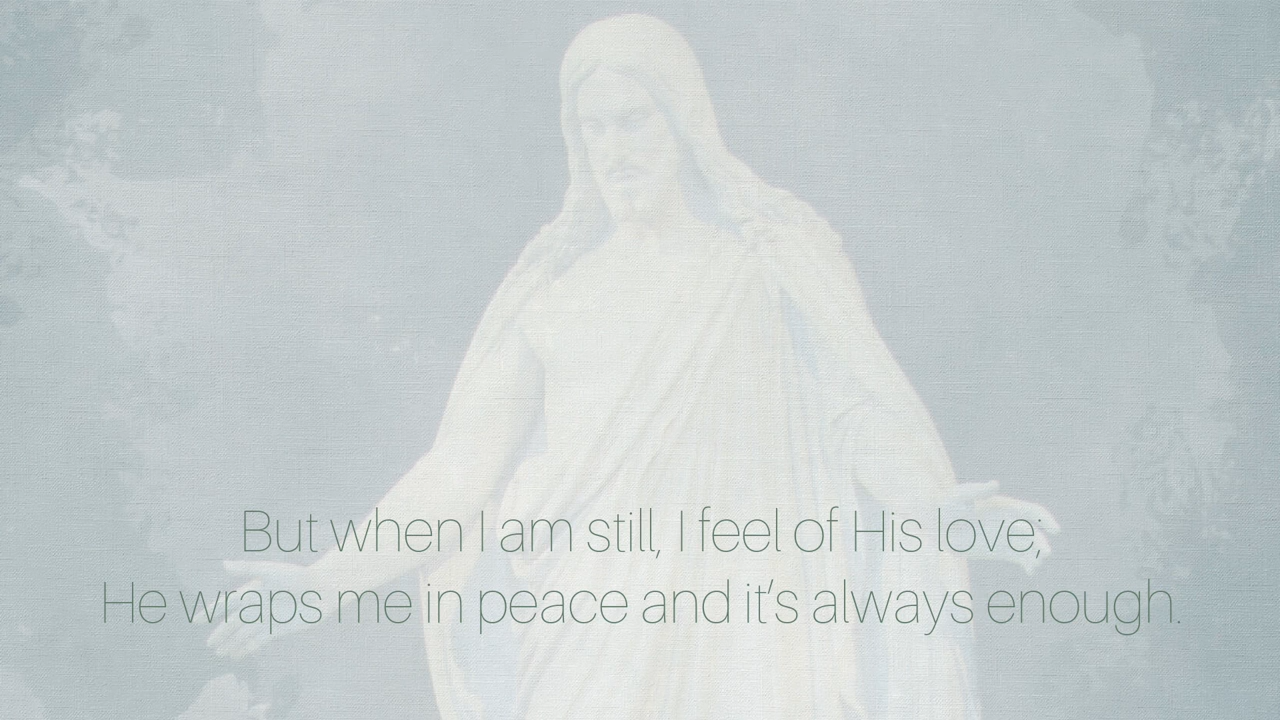 But when I am still, I feel of His love;
He wraps me in peace and it's always enough.